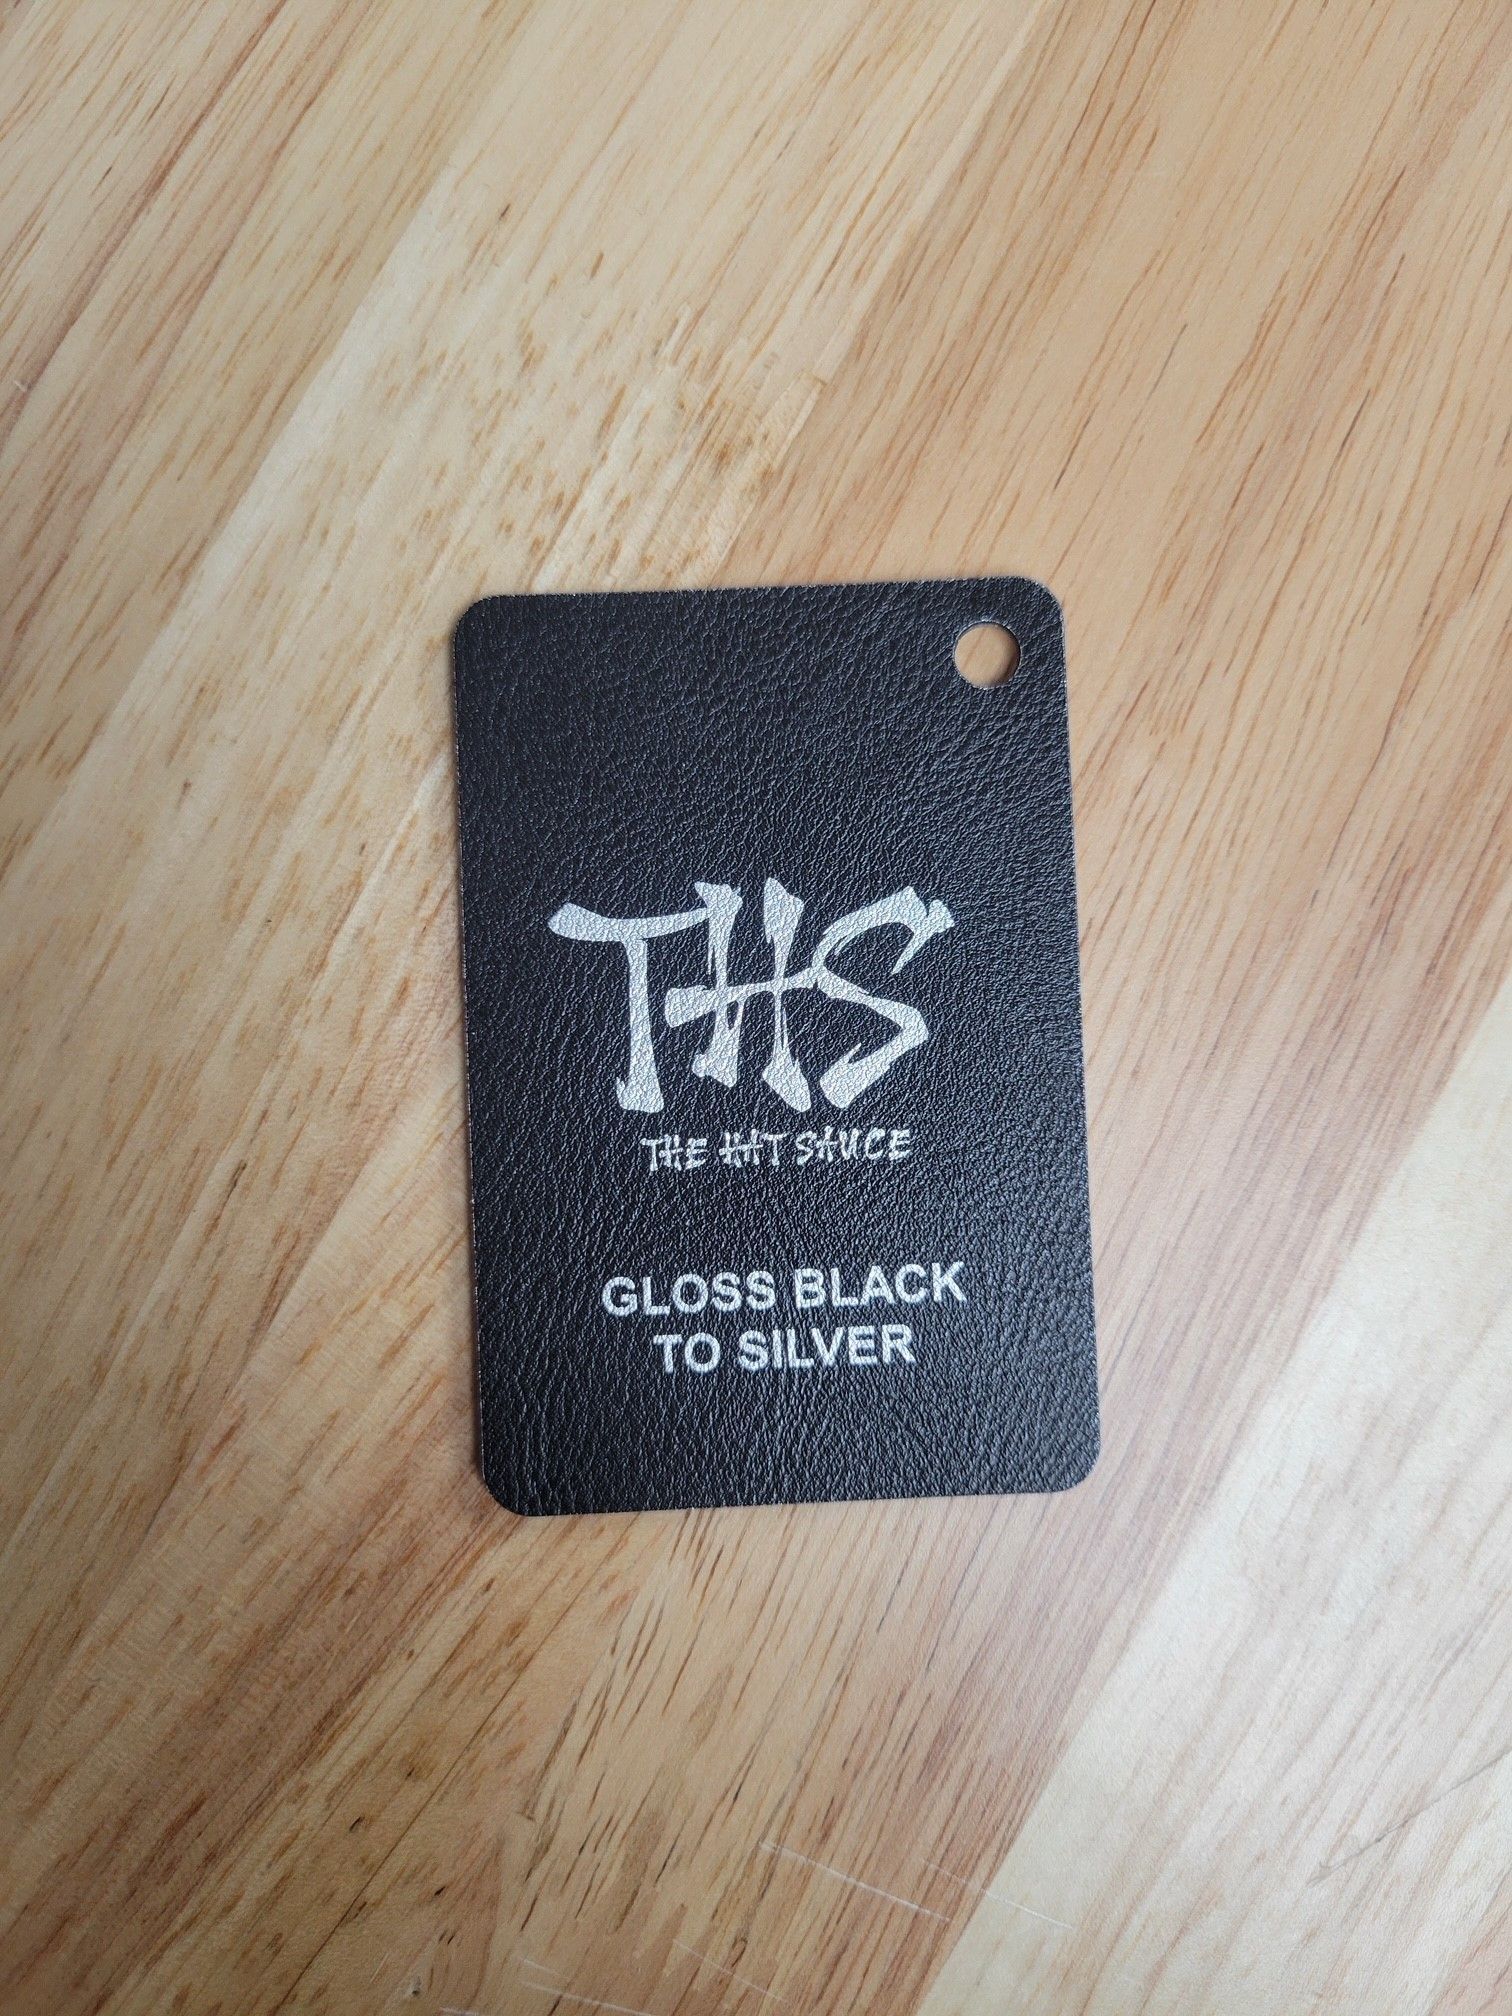 THS
THE HAT SAUCE
GLOSS BLACK
TO SILVER